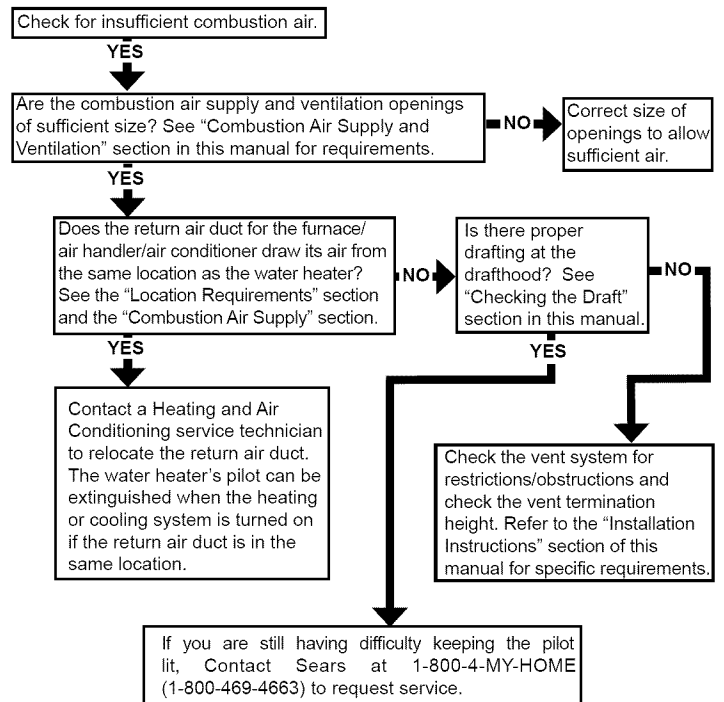 Check for insufficient combustion air.
YES
Are the combustion air supply and ventilation openings
of sufficient size? See “Combustion Air Supply and
Ventilation” section in this manual for requirements.
NO
Correct size of
openings to allow
sufficient air.
YES
Does the return air duct for the furnace/
air handler/air conditioner draw its air from
the same location as the water heater?
See the “Location Requirements” section
and the “Combustion Air Supply” section.
NO
Is there proper
drafting at the
drafthood? See
“Checking the Draft”
section in this manual.
NO
YES
YES
Contact a Heating and Air
Conditioning service technician
to relocate the return air duct.
The water heater’s pilot can be
extinguished when the heating
or cooling system is turned on
if the return air duct is in the
same location.
Check the vent system for
restrictions/obstructions and
check the vent termination
height. Refer to the “Installation
Instructions” section of this
manual for specific requirements.
If you are still having difficulty keeping the pilot
lit, Contact Sears at 1-800-4-MY-HOME
(1-800-469-4663) to request service.